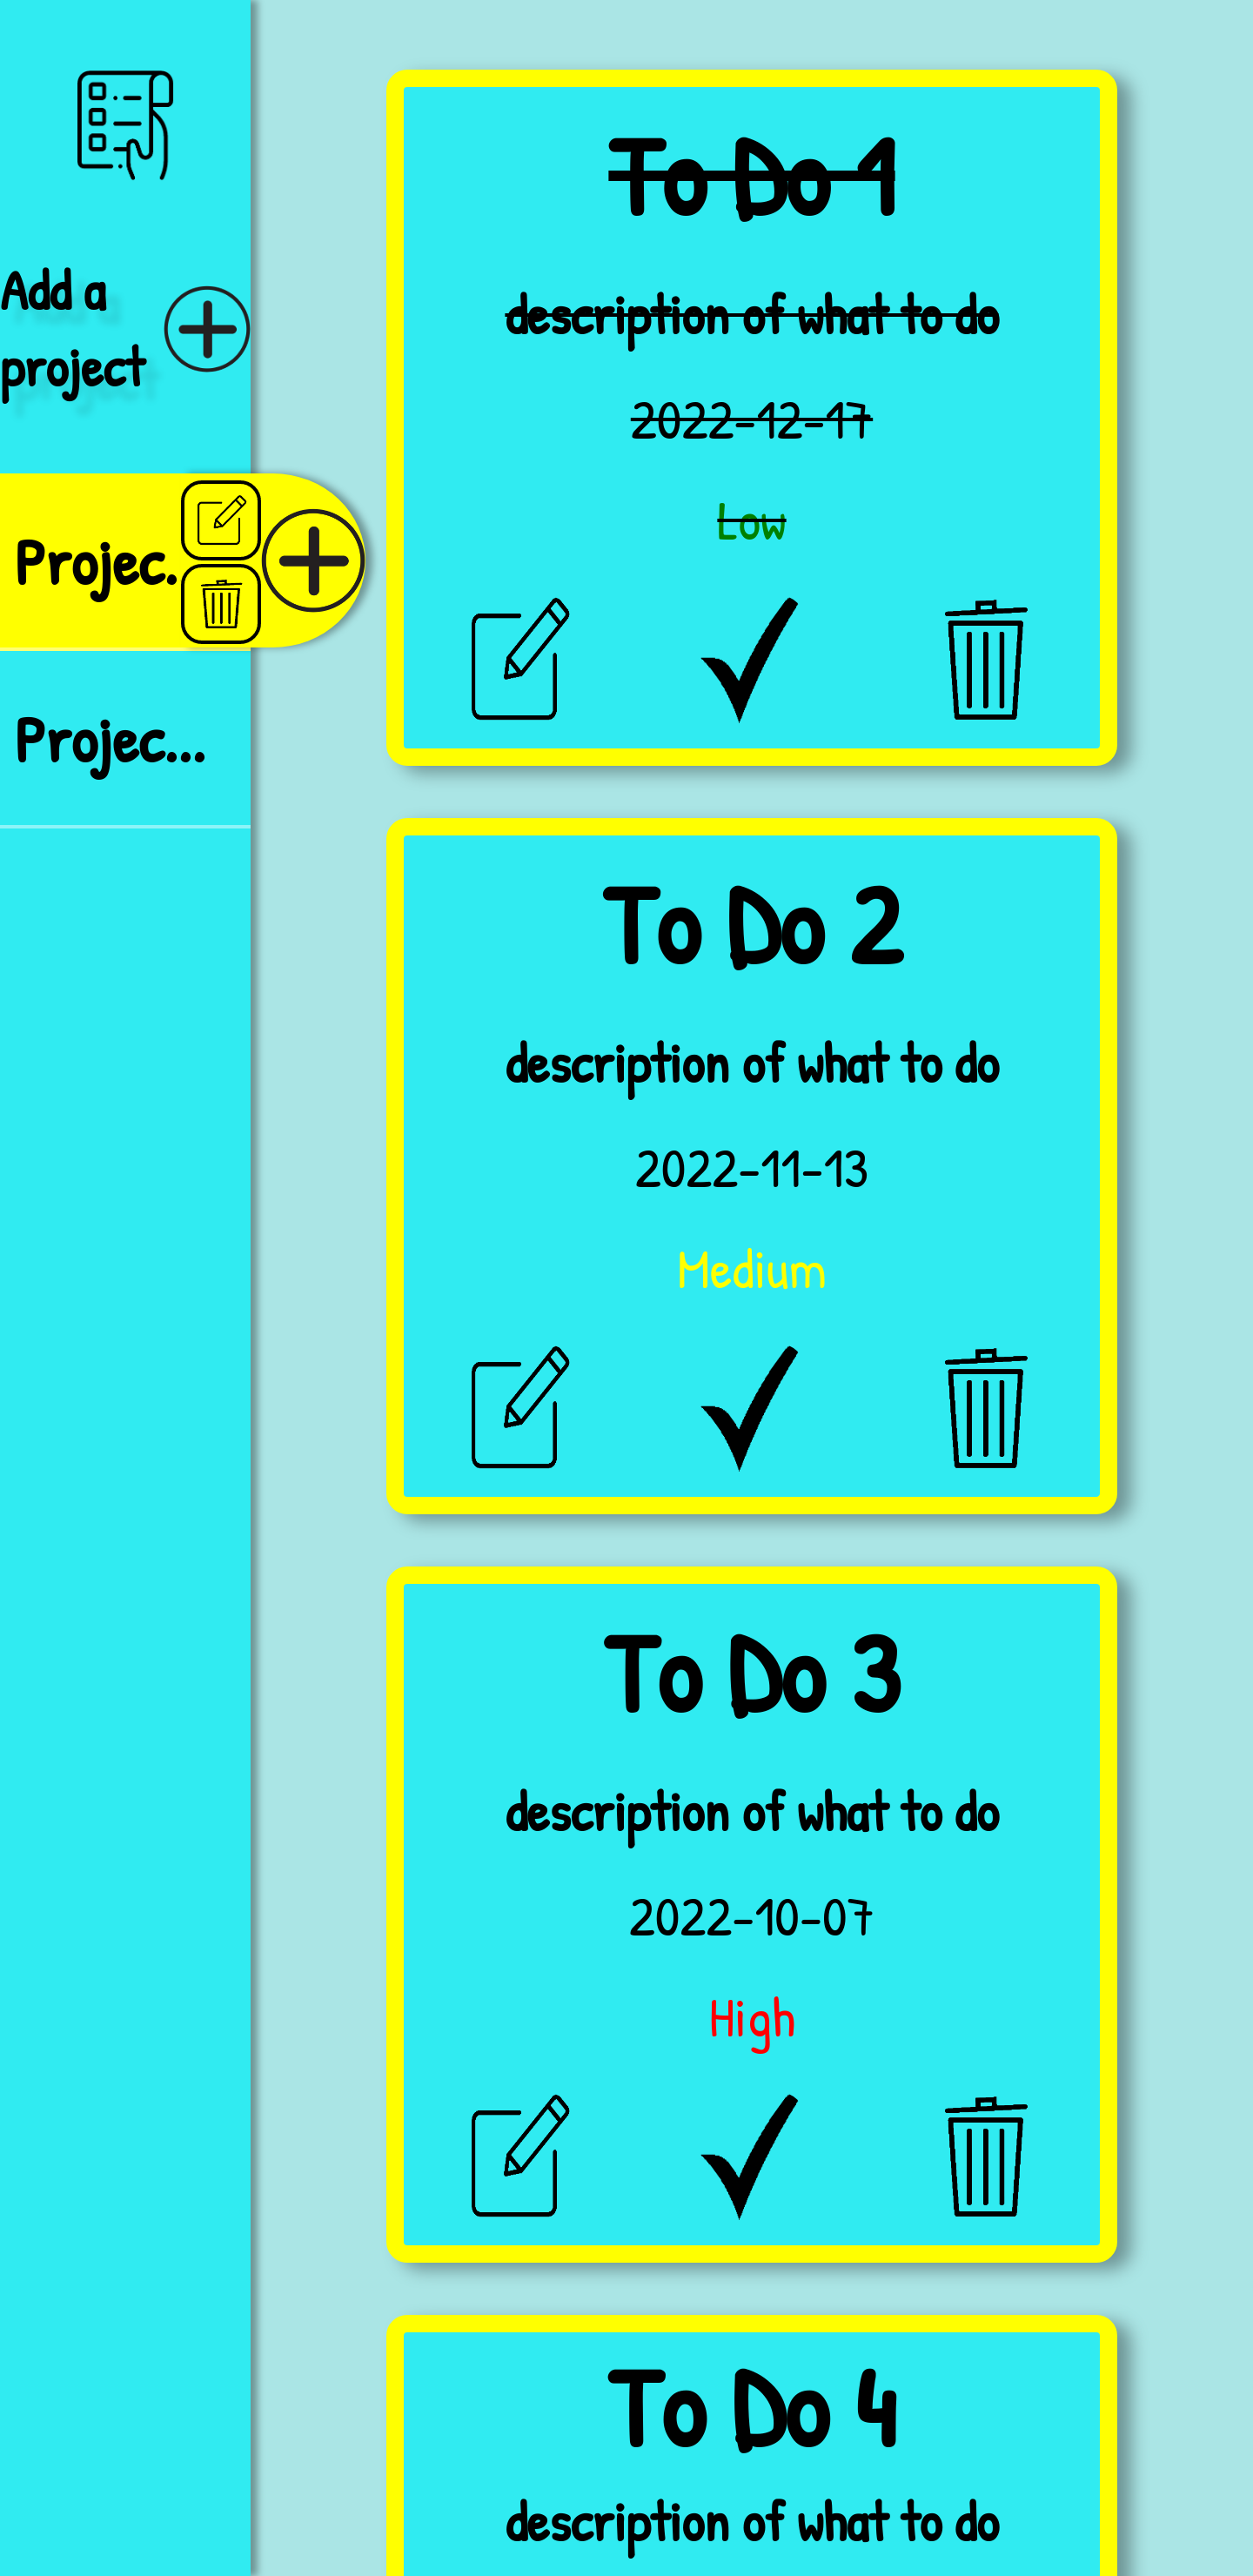 Add a
project
Projec.
Projec...
To Do 1
description of what to do
2022-12-17
Low
To Do 2
description of what to do
2022-11-13
Medium
To Do 3
description of what to do
2022-10-07
High
To Do 4
description of what to do